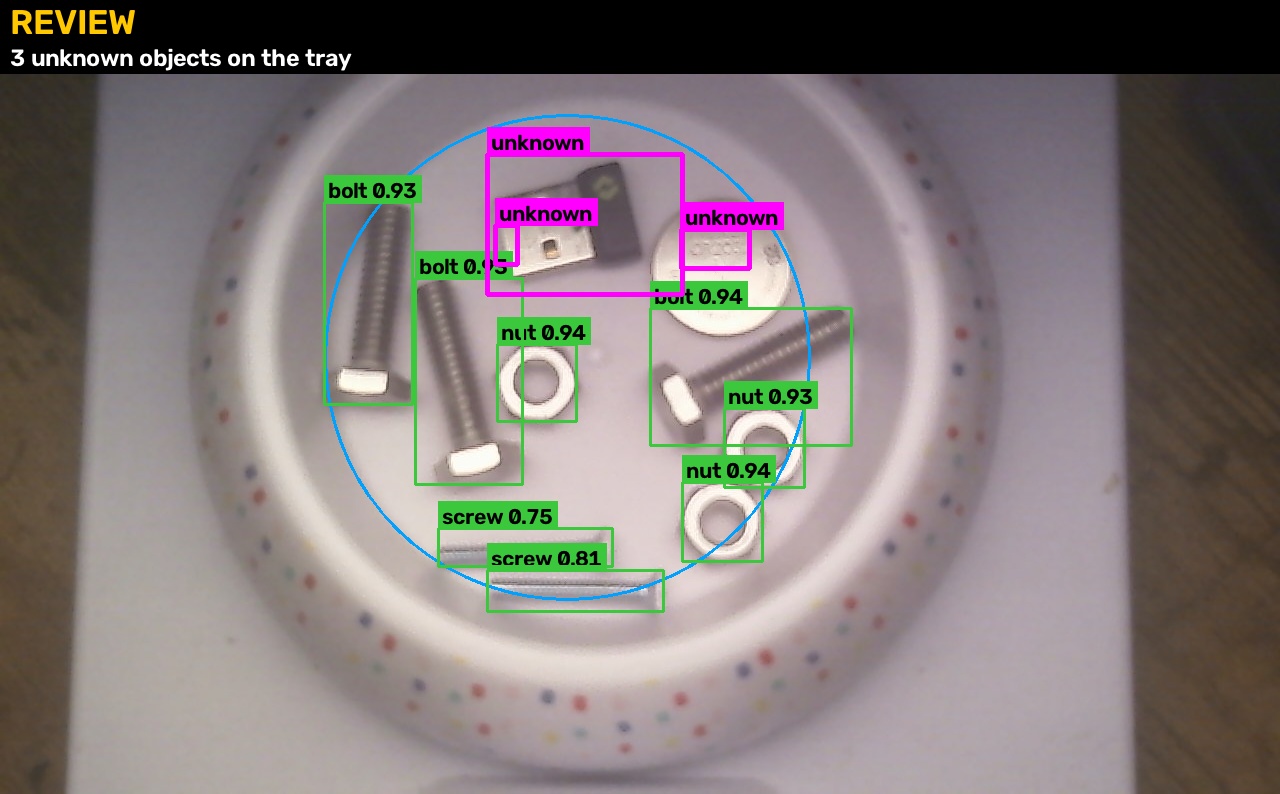 REVIEW
3 unknown objects on the tray
unknown
bolt 0.93
unknown
unknown
bolt 0.93
bolt 0.94
nut 0.94
nut 0.93
nut 0.94
screw 0.75
screw 0.81